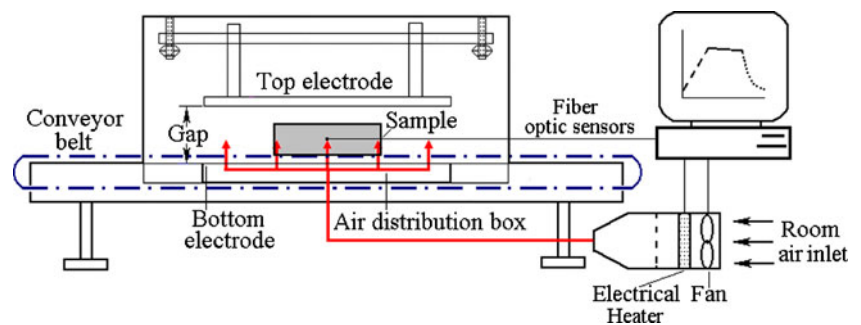 Top electrode
Conveyor
belt
Gap
Sample
Fiber
optic sensors
Bottom
electrode
Air distribution box
Room
air inlet
Electrical
Heater
Fan